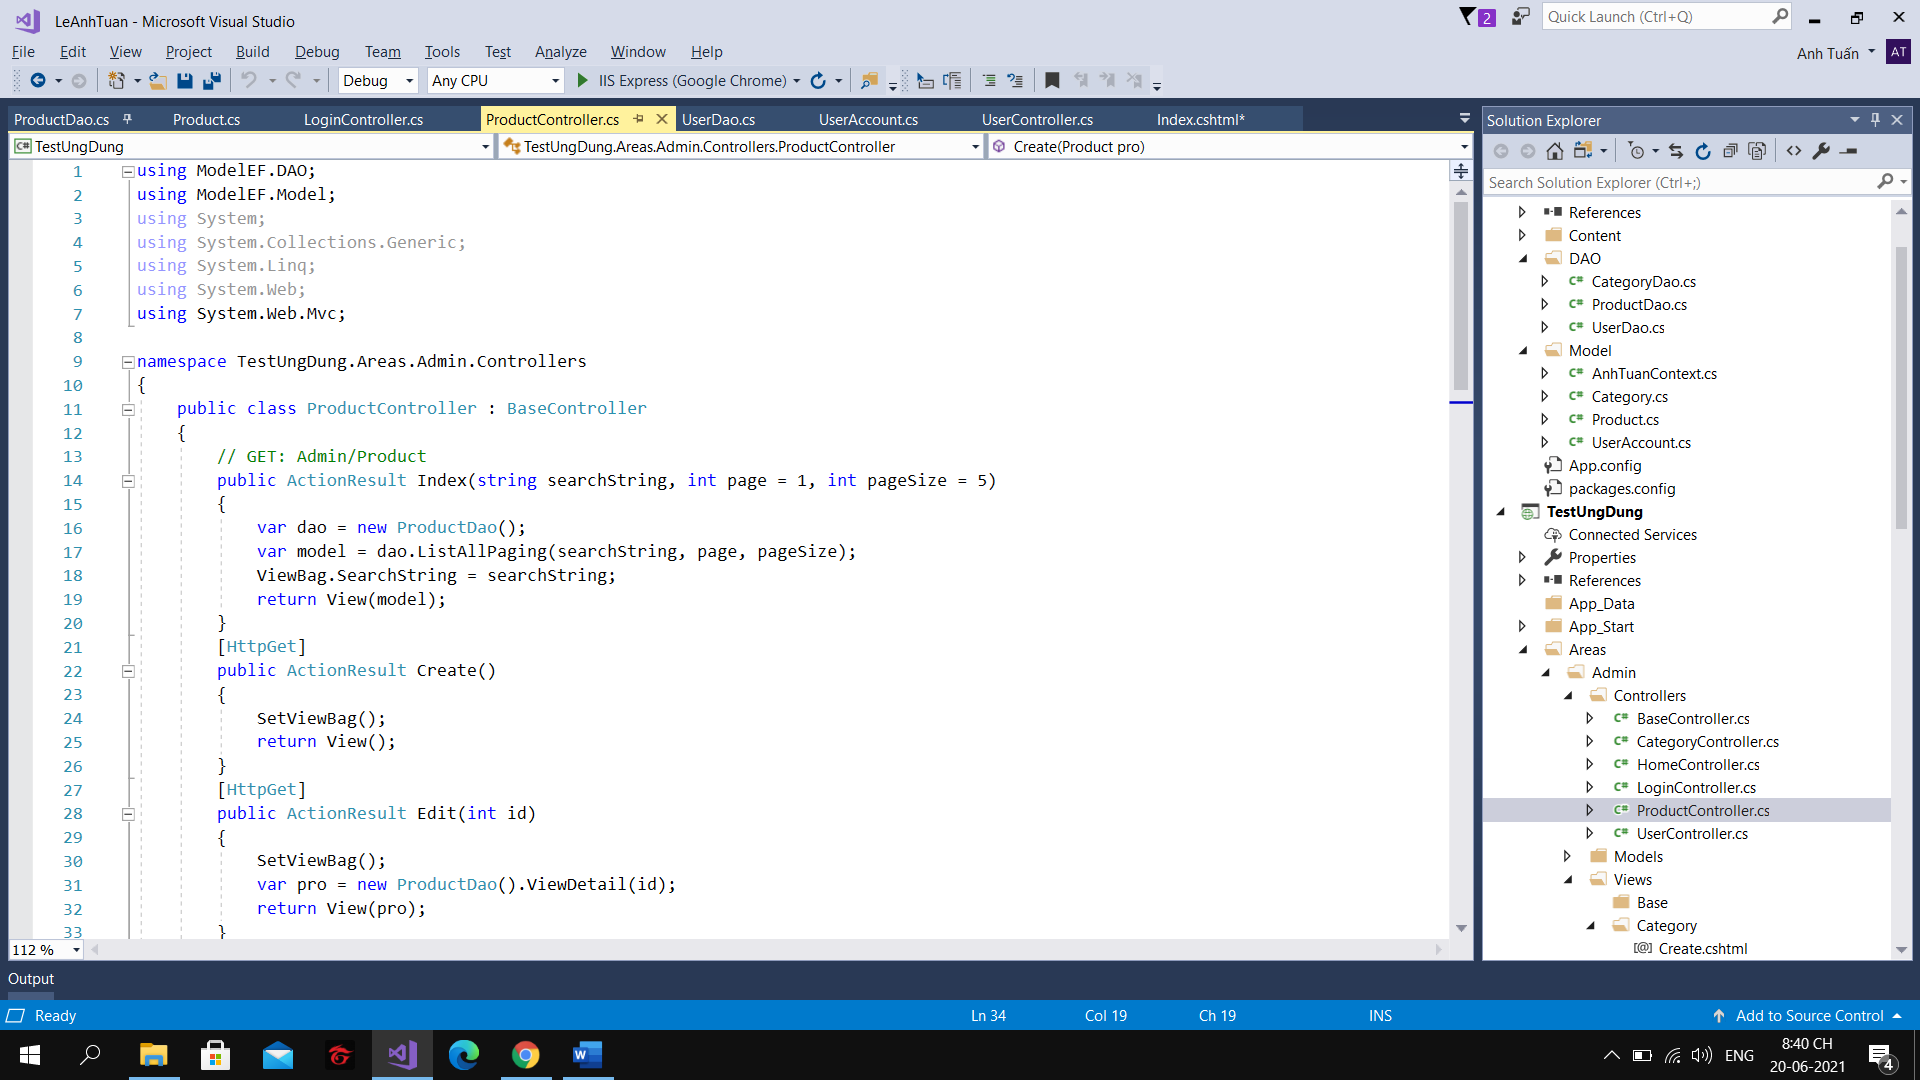 LeAnhTuan - Microsoft Visual Studio
2
Quick Launch (Ctrl+Q)
File Edit View Project Build Debug Team Tools Test Analyze Window Help
Anh Tuấn AT
Debug Any CPU IIS Express (Google Chrome)
ProductDao.cs Product.cs LoginController.cs ProductController.cs UserDao.cs UserAccount.cs UserController.cs Index.cshtml*
TestUngDung TestUngDung.Areas.Admin.Controllers.ProductController Create(Product pro)
1 using ModelEF.DAO;
2 using ModelEF.Model;
3 using System;
4 using System.Collections.Generic;
5 using System.Linq;
6 using System.Web;
7 using System.Web.Mvc;
8
9 namespace TestUngDung.Areas.Admin.Controllers
10 {
11 public class ProductController : BaseController
12 {
13 // GET: Admin/Product
14 public ActionResult Index(string searchString, int page = 1, int pageSize = 5)
15 {
16 var dao = new ProductDao();
17 var model = dao.ListAllPaging(searchString, page, pageSize);
18 ViewBag.SearchString = searchString;
19 return View(model);
20 }
21 [HttpGet]
22 public ActionResult Create()
23 {
24 SetViewBag();
25 return View();
26 }
27 [HttpGet]
28 public ActionResult Edit(int id)
29 {
30 SetViewBag();
31 var pro = new ProductDao().ViewDetail(id);
32 return View(pro);
33 }
112 %
Solution Explorer
Search Solution Explorer (Ctrl+;)
References
Content
DAO
C# CategoryDao.cs
C# ProductDao.cs
C# UserDao.cs
Model
C# AnhTuanContext.cs
C# Category.cs
C# Product.cs
C# UserAccount.cs
App.config
packages.config
TestUngDung
Connected Services
Properties
References
App_Data
App_Start
Areas
Admin
Controllers
C# BaseController.cs
C# CategoryController.cs
C# HomeController.cs
C# LoginController.cs
C# ProductController.cs
C# UserController.cs
Models
Views
Base
Category
[@] Create.cshtml
Output
Ready Ln 34 Col 19 Ch 19 INS Add to Source Control
W ENG 8:40 CH
20-06-2021 4